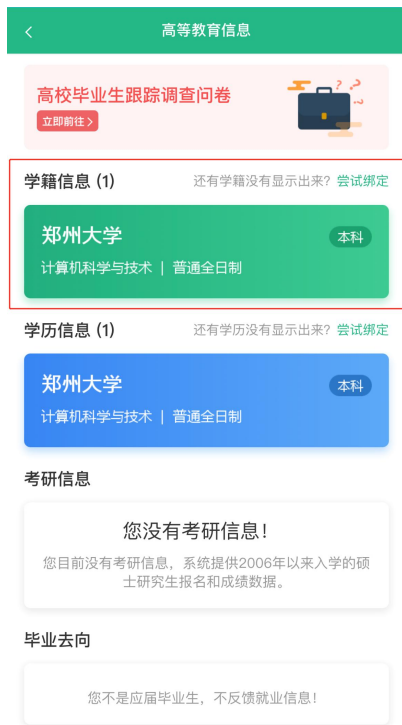 高等教育信息
高校毕业生跟踪调查问卷
立即前往>
学籍信息 (1) 还有学籍没有显示出来? 尝试绑定
郑州大学 本科
计算机科学与技术 | 普通全日制
学历信息 (1) 还有学历没有显示出来? 尝试绑定
郑州大学 本科
计算机科学与技术 | 普通全日制
考研信息
您没有考研信息!
您目前没有考研信息，系统提供2006年以来入学的硕
士研究生报名和成绩数据。
毕业去向
您不是应届毕业生，不反馈就业信息!